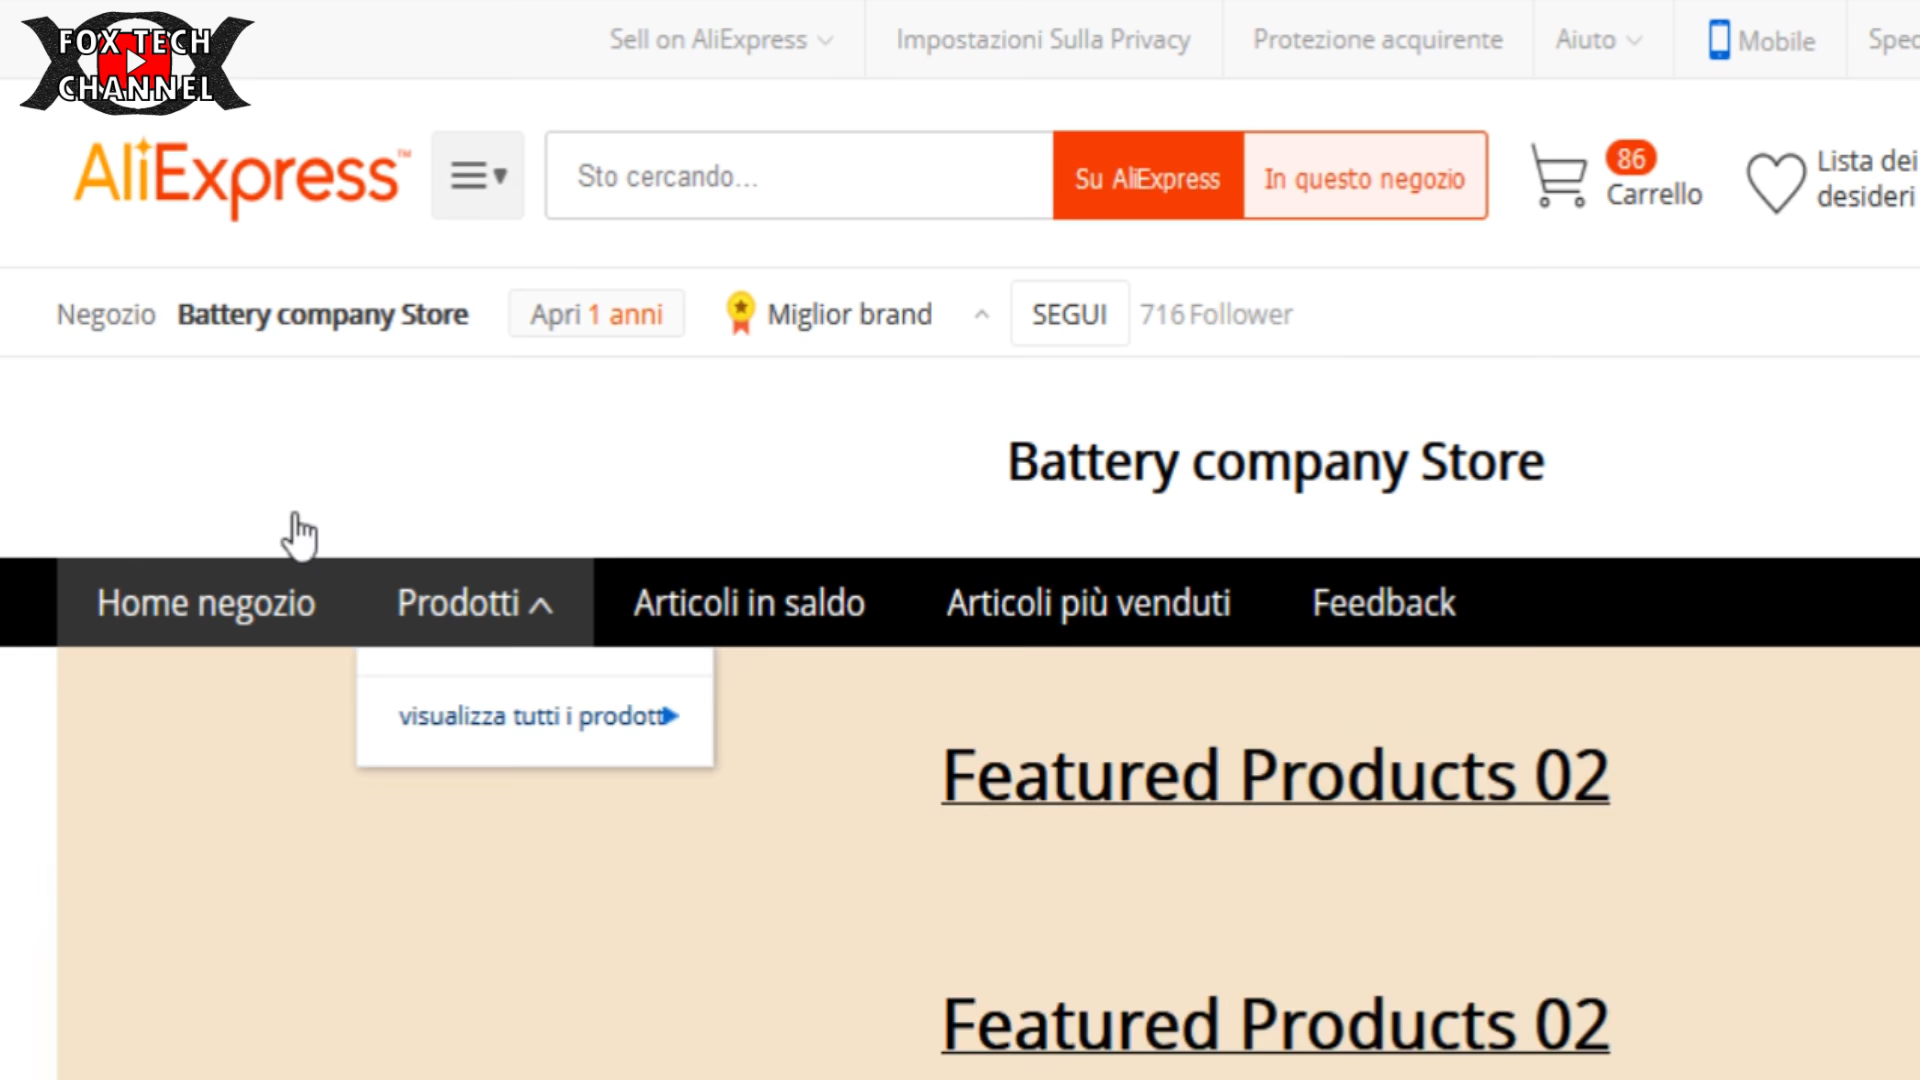 FOX TECH
CHANNEL
Sell on AliExpress
Impostazioni Sulla Privacy
Protezione acquirente
Aiuto
Mobile
AliExpress™
Sto cercando...
Su AliExpress
In questo negozio
86
Carrello
Lista dei
desideri
Negozio Battery company Store
Apri 1 anni
Miglior brand
SEGUI
716 Follower
Battery company Store
Home negozio
Prodotti
Articoli in saldo
Articoli più venduti
Feedback
visualizza tutti i prodott
Featured Products 02
Featured Products 02